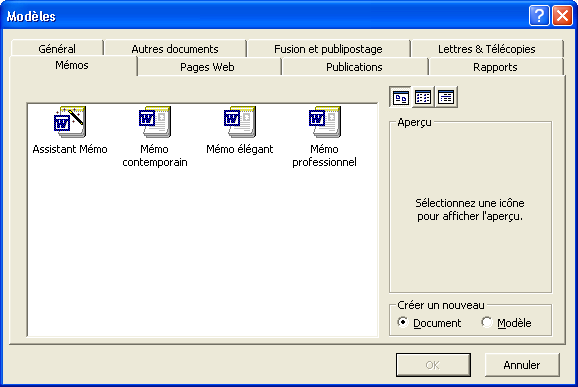 Modèles
Général
Autres documents
Fusion et publipostage
Lettres & Télécopies
Mémos
Pages Web
Publications
Rapports
Assistant Mémo
Mémo
contemporain
Mémo élégant
Mémo
professionnel
Aperçu
Sélectionnez une icône
pour afficher l'aperçu.
Créer un nouveau
Document
Modèle
OK
Annuler